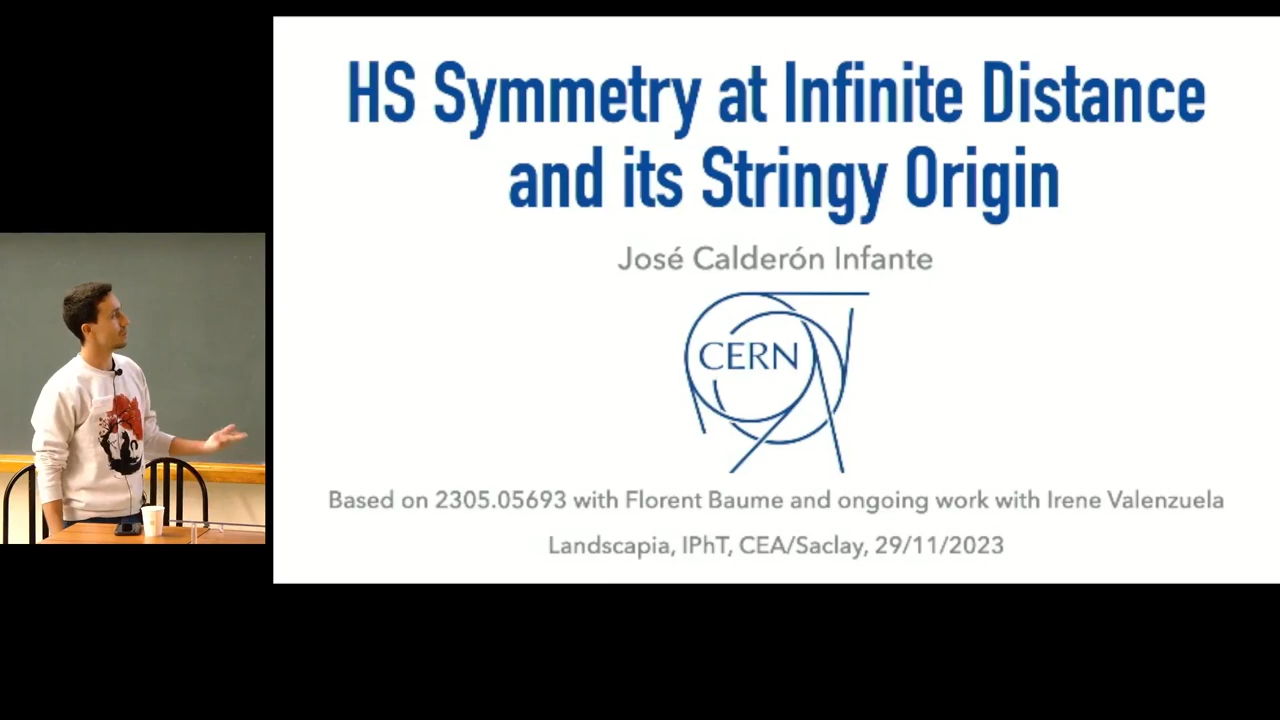 HS Symmetry at Infinite Distance
and its Stringy Origin
José Calderón Infante
CERN
Based on 2305.05693 with Florent Baume and ongoing work with Irene Valenzuela
Landscapia, IPhT, CEA/Saclay, 29/11/2023